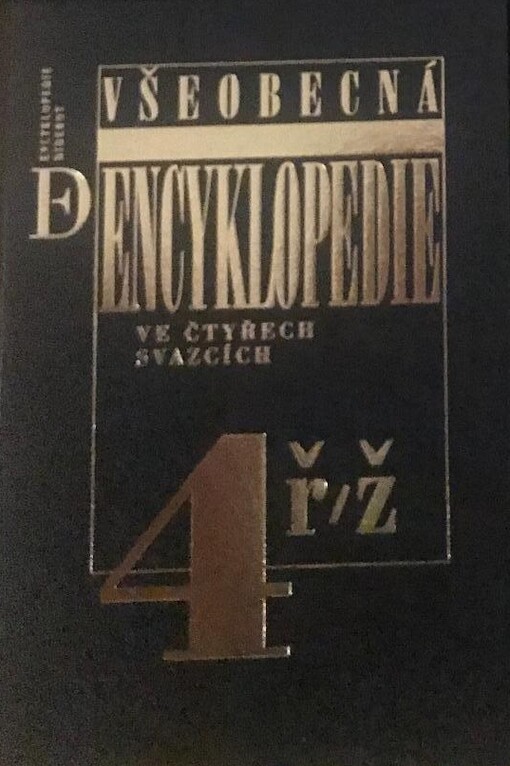 ENCYKLOPEDIE
DIDEROT
D
VŠEOBECNÁ
ENCYKLOPEDIE
VE ČTYŘECH
SVAZCÍCH
4
ř/ž